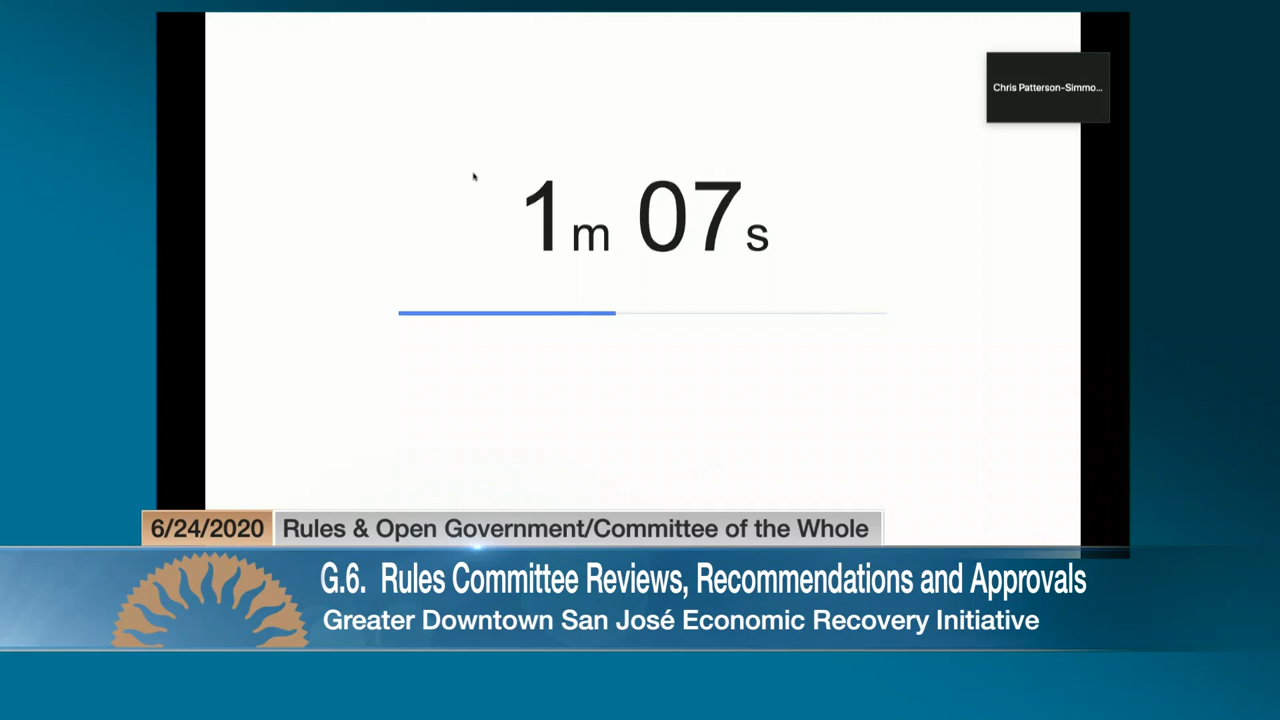 Chris Patterson-Simmo...
1m 07s
6/24/2020 Rules & Open Government/Committee of the Whole
G.6. Rules Committee Reviews, Recommendations and Approvals
Greater Downtown San José Economic Recovery Initiative